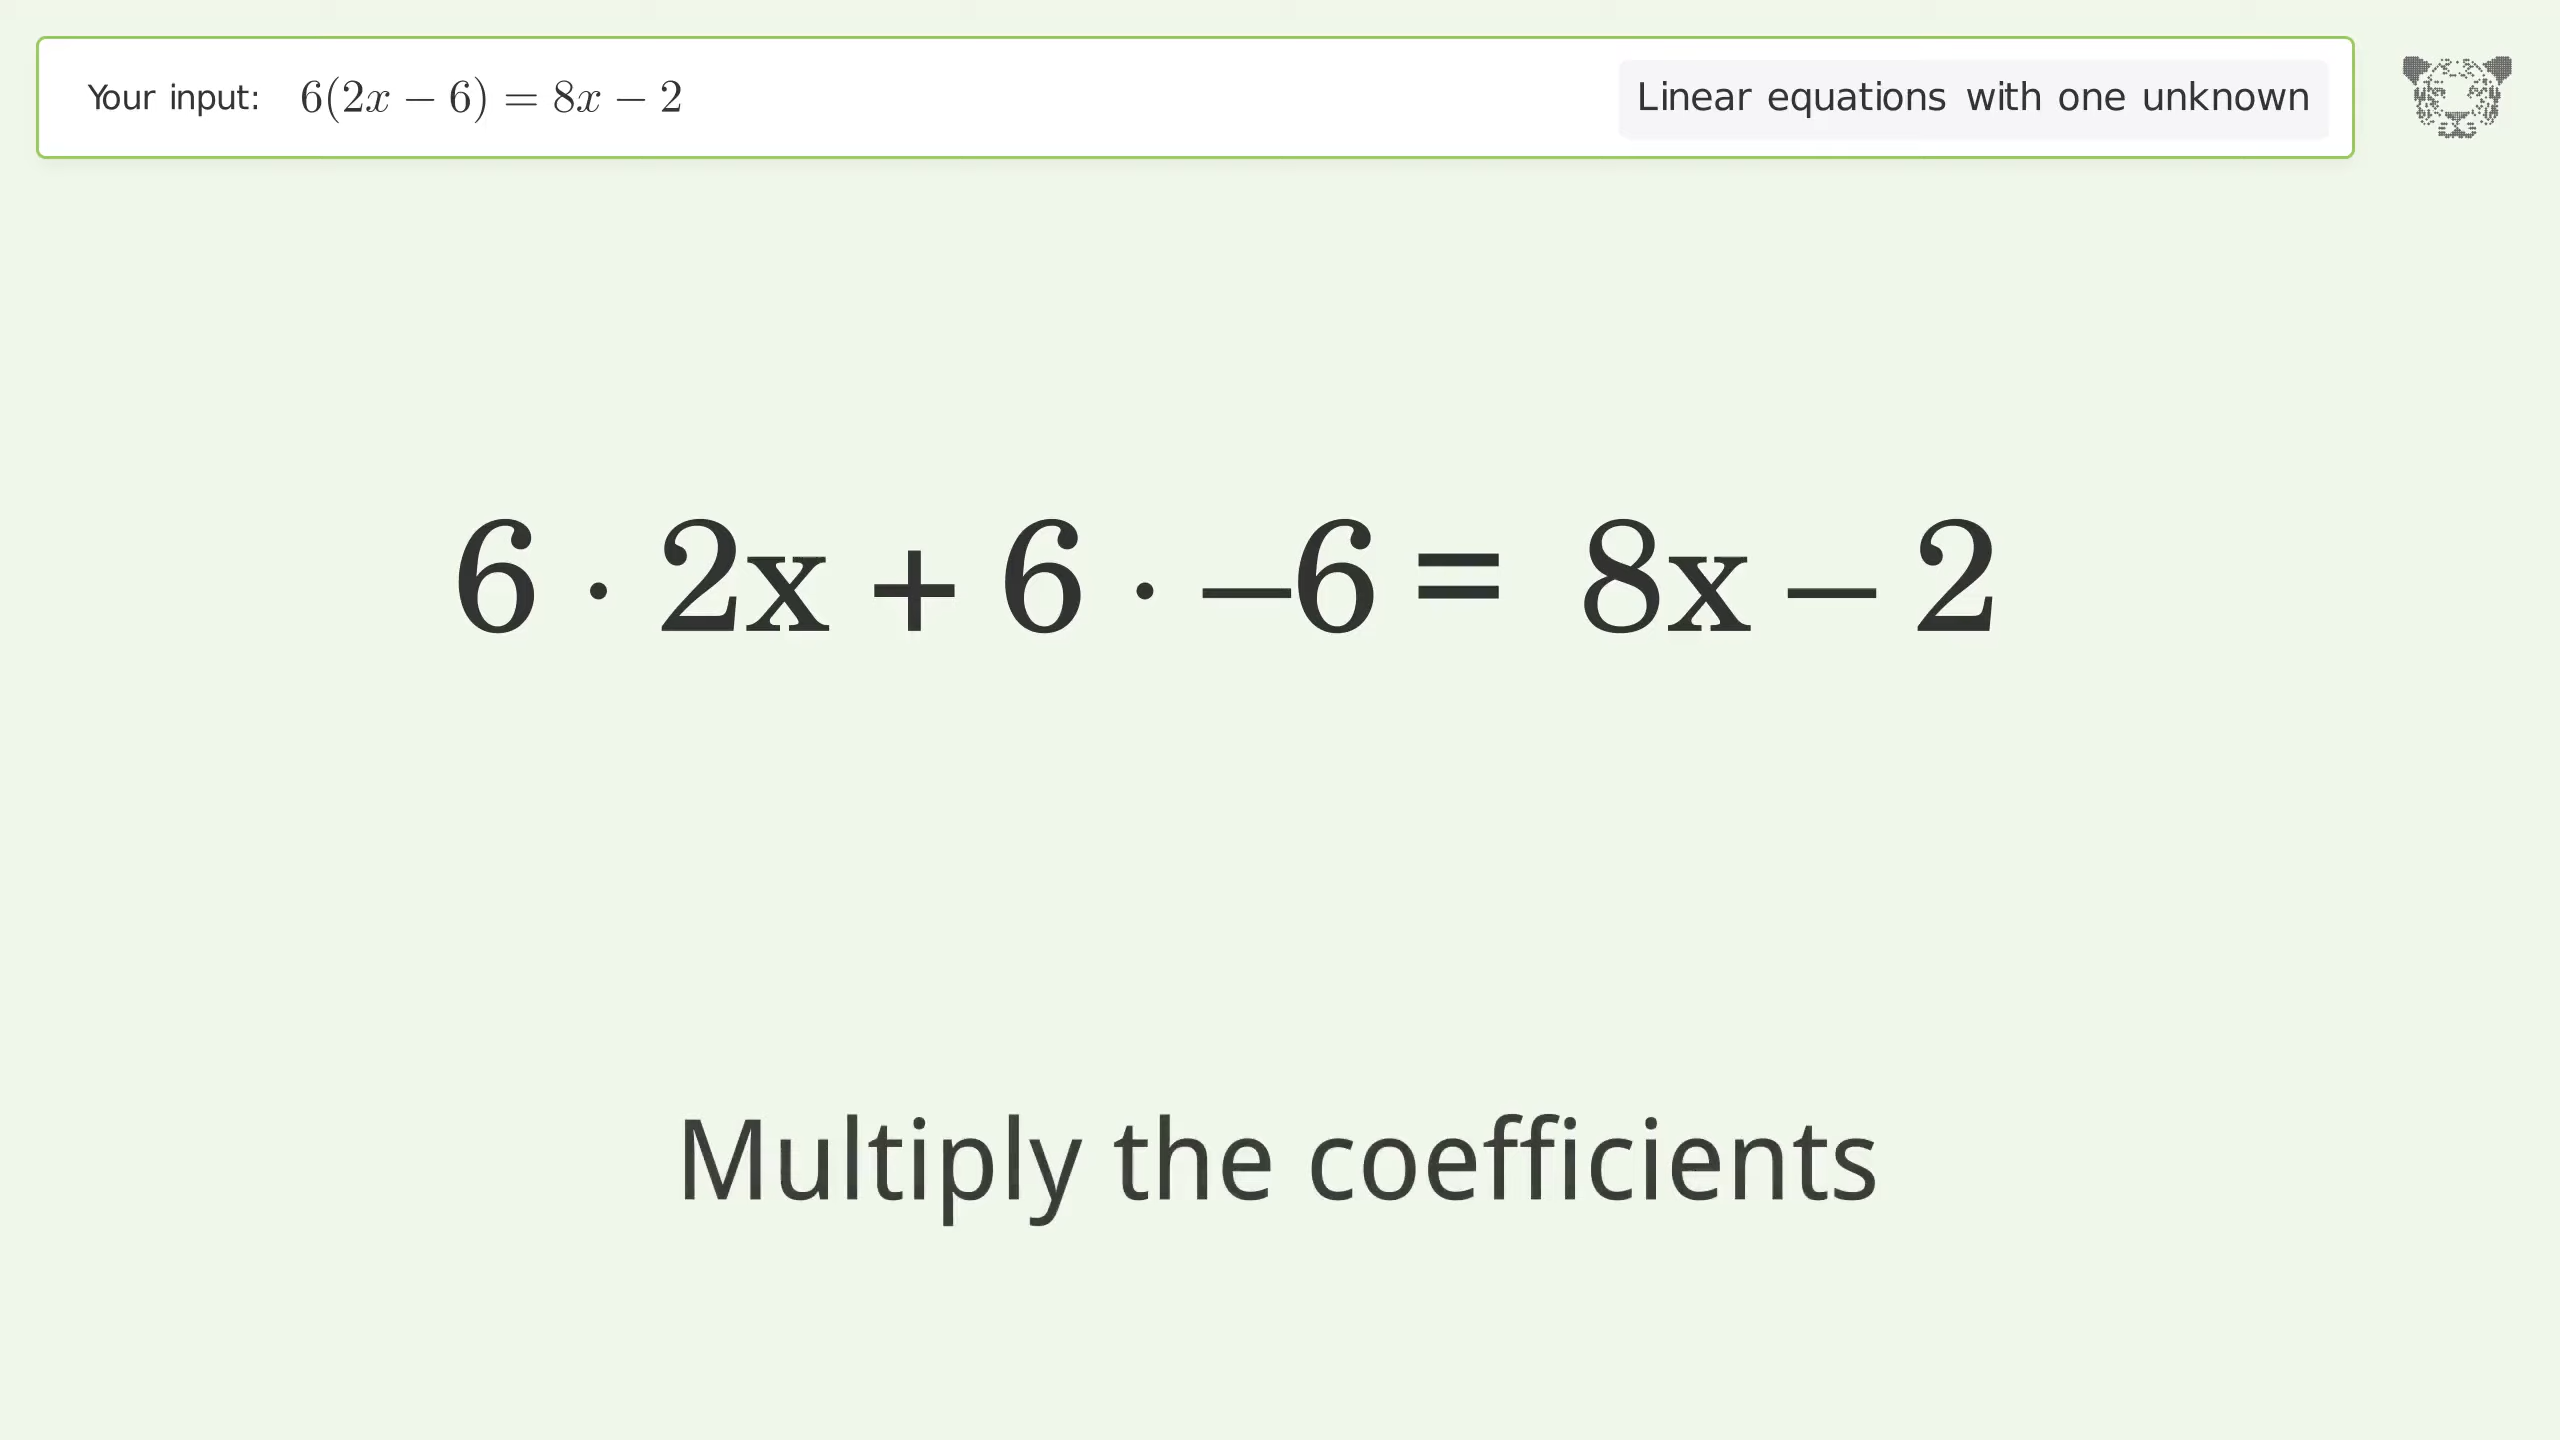 Your input: 6(2x − 6) = 8x − 2
Linear equations with one unknown
6 · 2x + 6 · –6 = 8x – 2
Multiply the coefficients